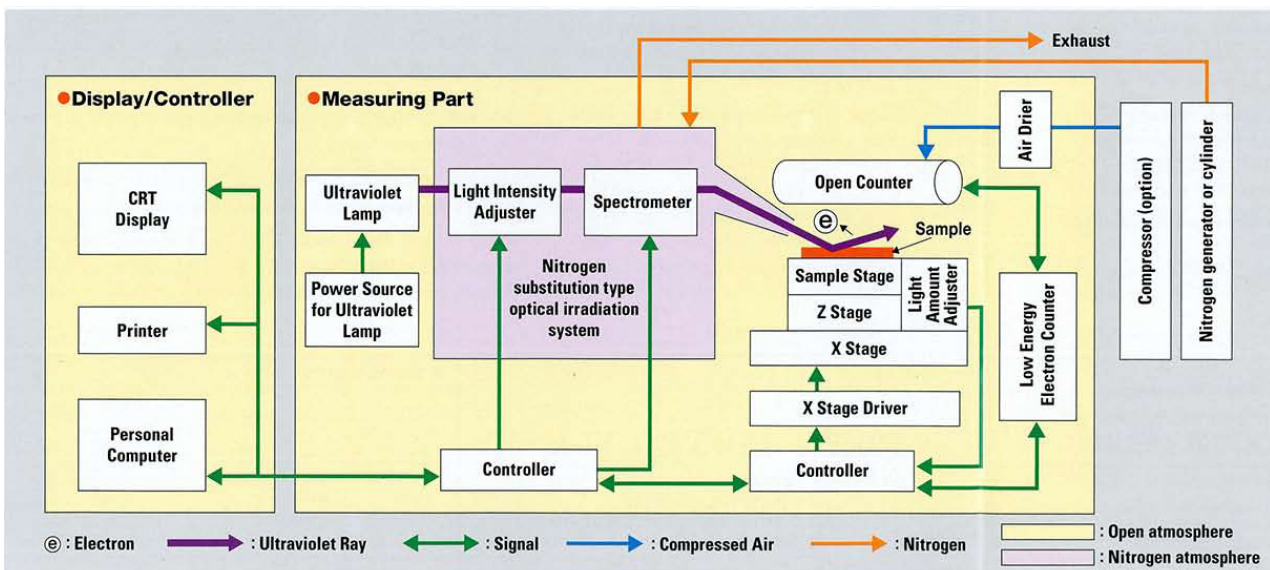 Exhaust
●Display/Controller
●Measuring Part
CRT
Display
Printer
Personal
Computer
Ultraviolet
Lamp
Power Source
for Ultraviolet
Lamp
Light Intensity
Adjuster
Spectrometer
Nitrogen
substitution type
optical irradiation
system
Open Counter
Air Drier
e
Sample
Sample Stage
Z Stage
Light
Amount
Adjuster
X Stage
X Stage Driver
Controller
Controller
Low Energy
Electron Counter
Compressor (option)
Nitrogen generator or cylinder
e : Electron
: Ultraviolet Ray
: Signal
: Compressed Air
: Nitrogen
: Open atmosphere
: Nitrogen atmosphere